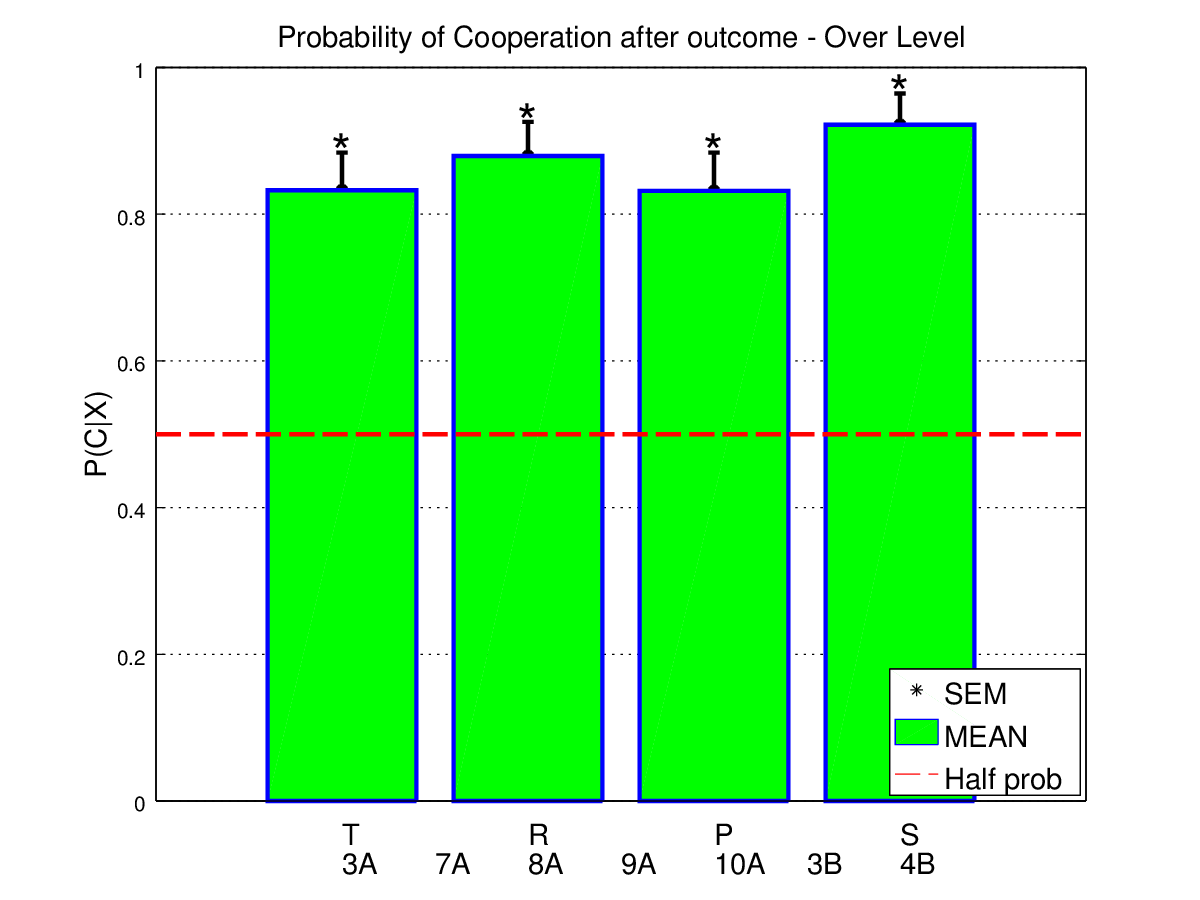 Probability of Cooperation after outcome - Over Level
1
0.8
0.6
0.4
0.2
0
P(C|X)
* * * *
* SEM
MEAN
Half prob
T R P S
3A 7A 8A 9A 10A 3B 4B